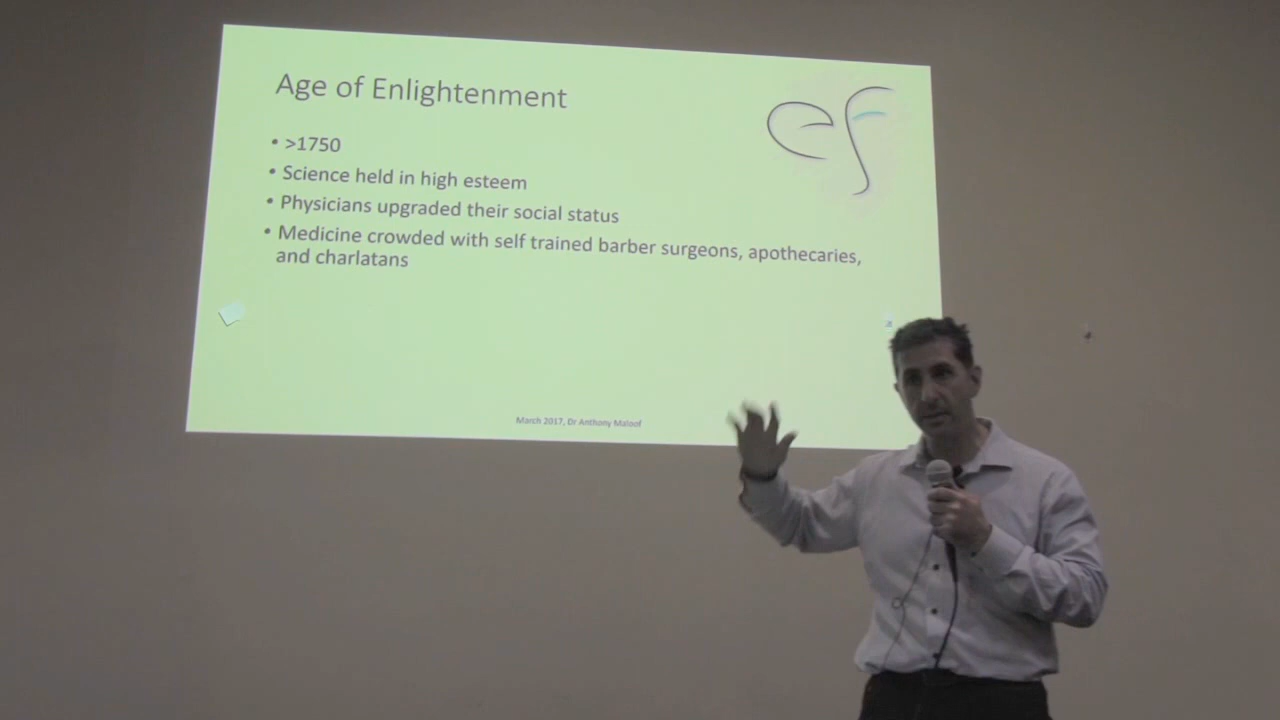 Age of Enlightenment
ef
• >1750
• Science held in high esteem
• Physicians upgraded their social status
• Medicine crowded with self trained barber surgeons, apothecaries,
and charlatans
March 2017, Dr Anthony Maloof